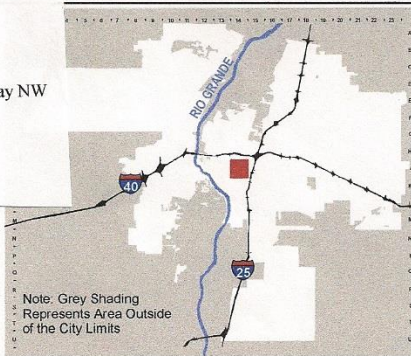 ay NW
RIO GRANDE
40
25
Note: Grey Shading
Represents Area Outside
of the City Limits